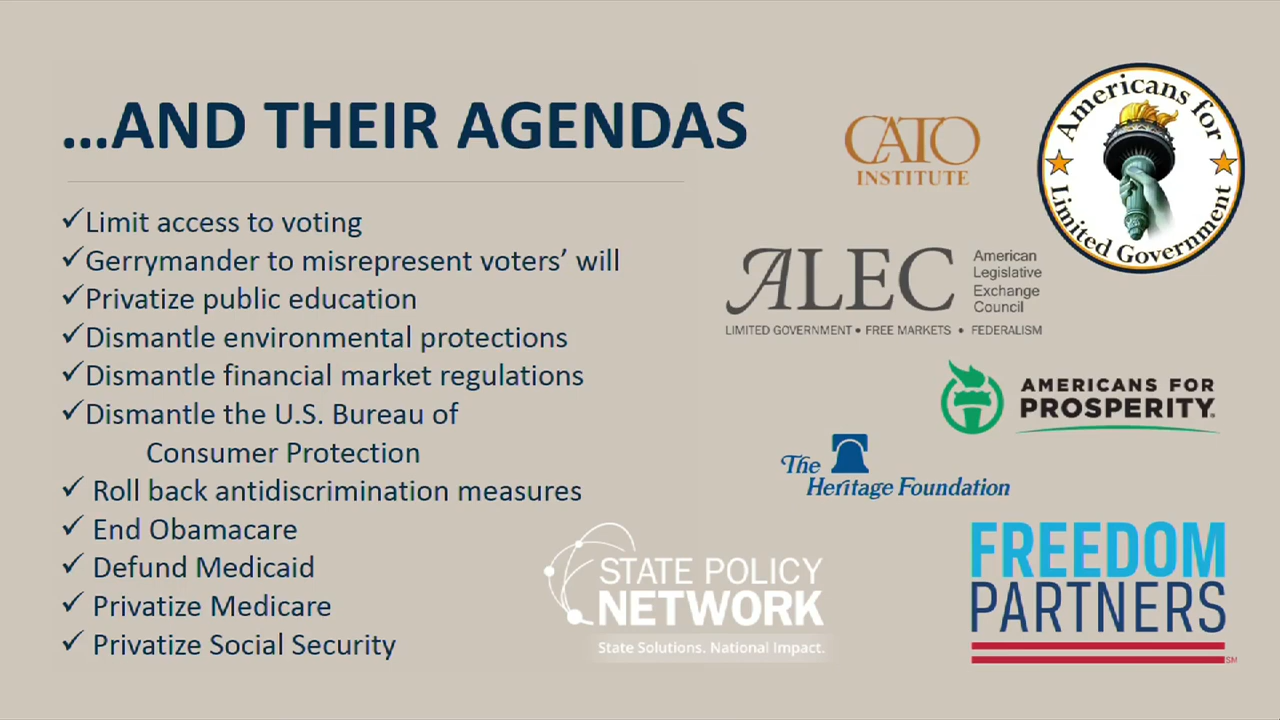 ...AND THEIR AGENDAS
✓Limit access to voting
✓Gerrymander to misrepresent voters’ will
✓Privatize public education
✓Dismantle environmental protections
✓Dismantle financial market regulations
✓Dismantle the U.S. Bureau of
Consumer Protection
✓ Roll back antidiscrimination measures
✓ End Obamacare
✓ Defund Medicaid
✓ Privatize Medicare
✓ Privatize Social Security
CATO
INSTITUTE
Americans for
Limited Government
ALEC
American
Legislative
Exchange
Council
LIMITED GOVERNMENT • FREE MARKETS • FEDERALISM
AMERICANS FOR
PROSPERITY.
The
Heritage Foundation
STATE POLICY
NETWORK
State Solutions. National Impact.
FREEDOM
PARTNERS
SM